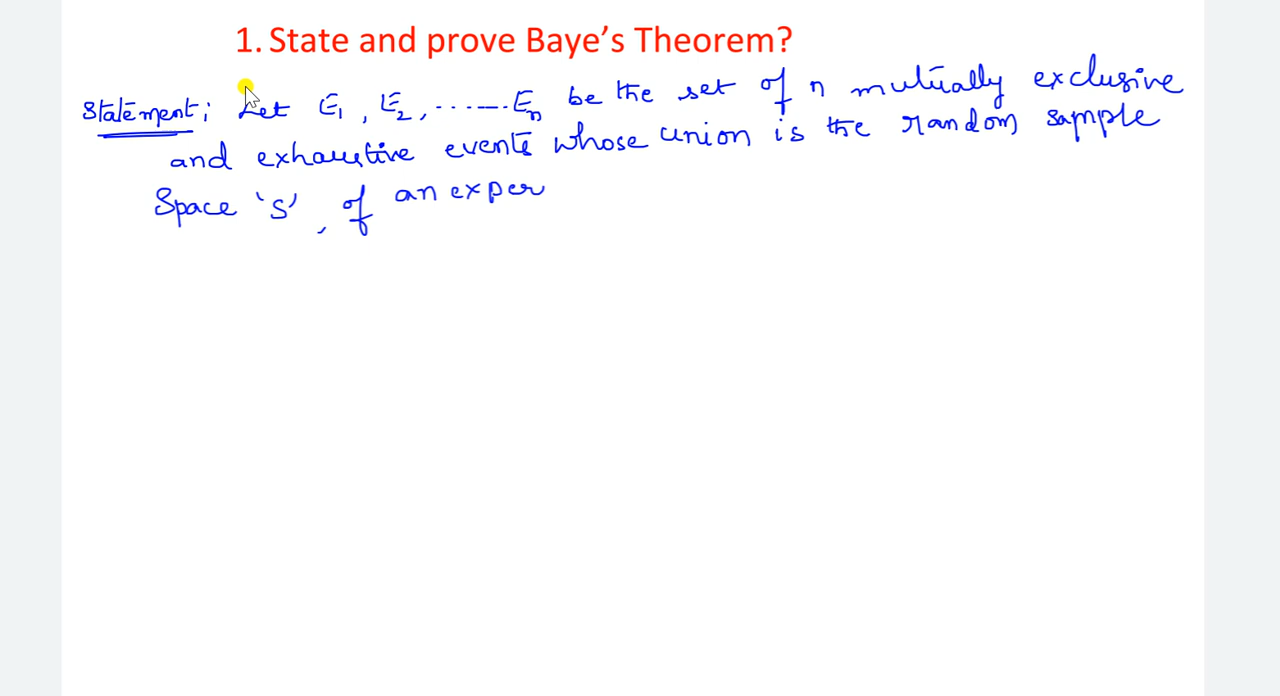 1. State and prove Baye's Theorem?
Statement: Let E1, E2, ....... En be the set of n mutually exclusive
and exhaustive events whose union is the random sample
Space 'S', of an exper